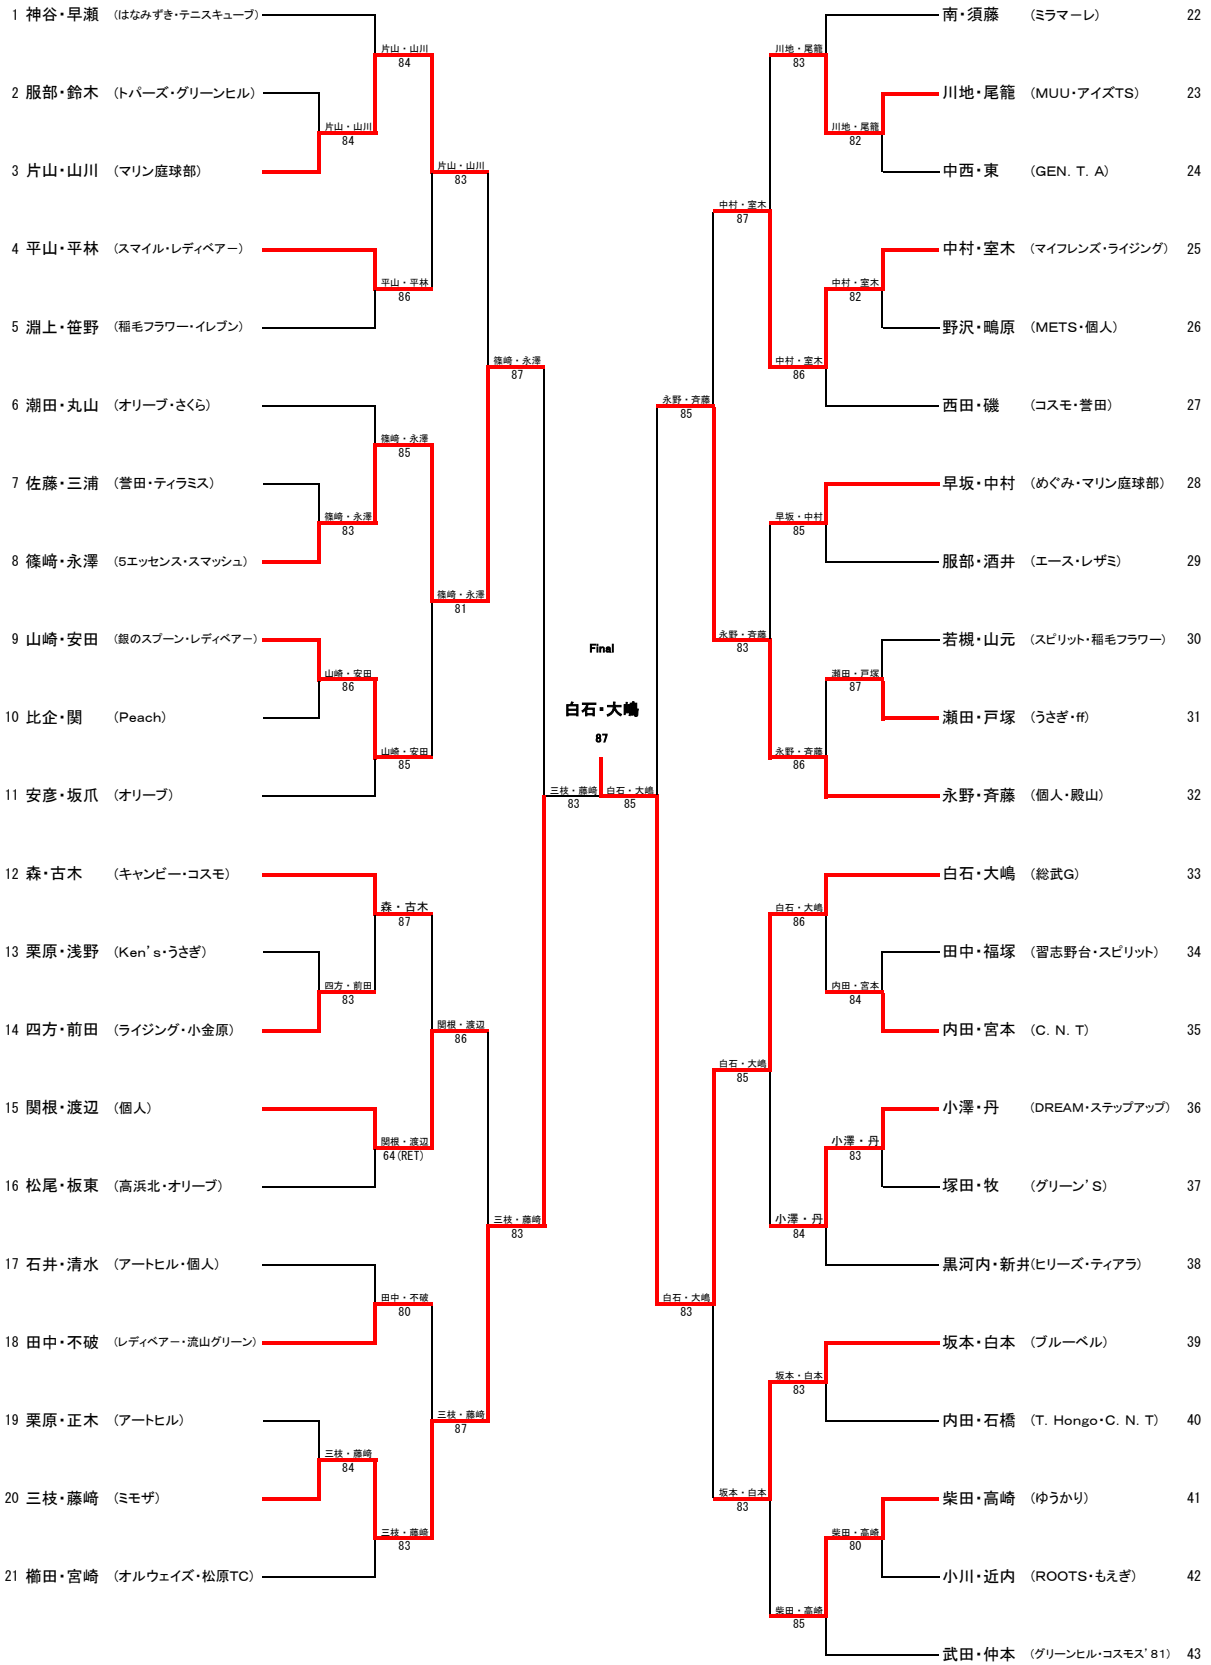 1 神谷・早瀬 (はなみずき・テニスキューブ)
片山・山川
84
2 服部・鈴木 (トパーズ・グリーンヒル)
片山・山川
84
3 片山・山川 (マリン庭球部)
片山・山川
83
4 平山・平林 (スマイル・レディベアー)
平山・平林
86
5 淵上・笹野 (稲毛フラワー・イレブン)
篠﨑・永澤
87
6 潮田・丸山 (オリーブ・さくら)
篠﨑・永澤
85
7 佐藤・三浦 (誉田・ティラミス)
篠﨑・永澤
83
8 篠﨑・永澤 (5エッセンス・スマッシュ)
篠﨑・永澤
81
9 山崎・安田 (銀のスプーン・レディベアー)
山崎・安田
86
10 比企・関 (Peach)
山崎・安田
85
11 安彦・坂爪 (オリーブ)
三枝・藤﨑
83
12 森・古木 (キャンビー・コスモ)
森・古木
87
13 栗原・浅野 (Ken's・うさぎ)
四方・前田
83
14 四方・前田 (ライジング・小金原)
関根・渡辺
86
15 関根・渡辺 (個人)
関根・渡辺
64(RET)
16 松尾・板東 (高浜北・オリーブ)
三枝・藤﨑
83
17 石井・清水 (アートヒル・個人)
田中・不破
80
18 田中・不破 (レディベアー・流山グリーン)
三枝・藤﨑
87
19 栗原・正木 (アートヒル)
三枝・藤﨑
84
20 三枝・藤﨑 (ミモザ)
三枝・藤﨑
83
21 櫛田・宮崎 (オルウェイズ・松原TC)
Final
白石・大嶋
87
白石・大嶋
85
南・須藤 (ミラマーレ) 22
川地・尾籠
83
川地・尾籠 (MUU・アイズTS) 23
川地・尾籠
82
中西・東 (GEN. T. A) 24
中村・室木
87
中村・室木 (マイフレンズ・ライジング) 25
中村・室木
82
野沢・鴫原 (METS・個人) 26
中村・室木
86
西田・磯 (コスモ・誉田) 27
永野・斉藤
85
早坂・中村 (めぐみ・マリン庭球部) 28
早坂・中村
85
服部・酒井 (エース・レザミ) 29
永野・斉藤
83
若槻・山元 (スピリット・稲毛フラワー) 30
瀬田・戸塚
87
瀬田・戸塚 (うさぎ・ff) 31
永野・斉藤
86
永野・斉藤 (個人・殿山) 32
白石・大嶋 (総武G) 33
白石・大嶋
86
田中・福塚 (習志野台・スピリット) 34
内田・宮本
84
内田・宮本 (C. N. T) 35
白石・大嶋
85
小澤・丹 (DREAM・ステップアップ) 36
小澤・丹
83
塚田・牧 (グリーン'S) 37
小澤・丹
84
黒河内・新井 (ヒリーズ・ティアラ) 38
白石・大嶋
83
坂本・白本 (ブルーベル) 39
坂本・白本
83
内田・石橋 (T. Hongo・C. N. T) 40
坂本・白本
83
柴田・高崎 (ゆうかり) 41
柴田・高崎
80
小川・近内 (ROOTS・もえぎ) 42
柴田・高崎
85
武田・仲本 (グリーンヒル・コスモス'81) 43